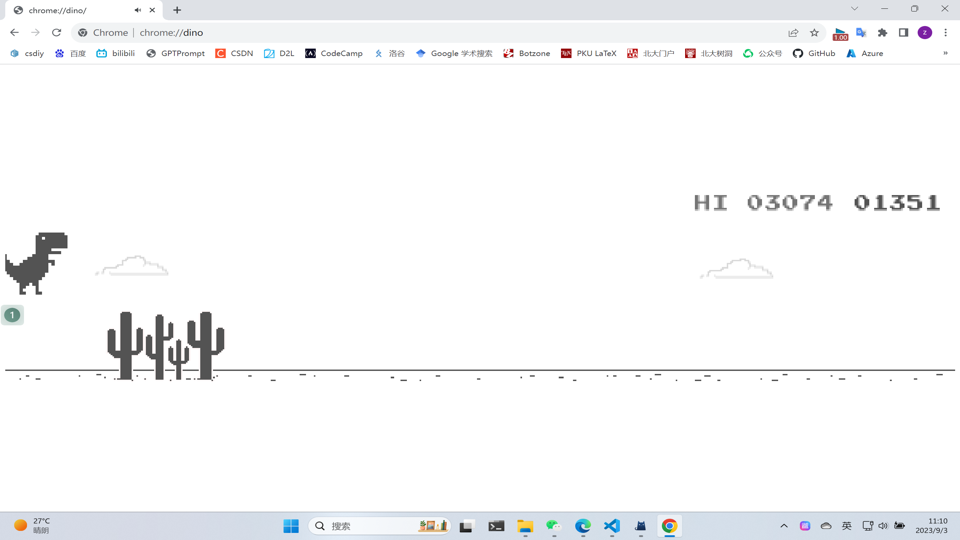 chrome://dino/
Chrome | chrome://dino
1.00
z
csdiy 百度 bilibili GPTPrompt CSDN D2L CodeCamp 洛谷 Google 学术搜索 Botzone PKU LaTeX 北大门户 北大树洞 公众号 GitHub Azure »
HI 03074 01351
1
27°C
晴朗
搜索
英
11:10
2023/9/3